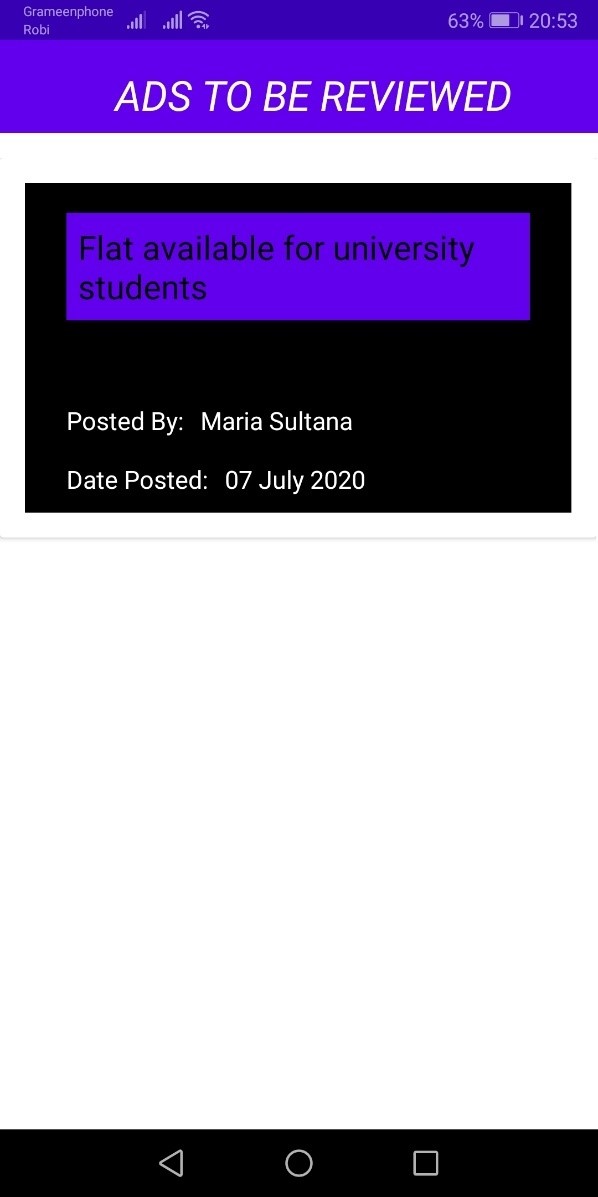 Grameenphone
Robi
63% 20:53
ADS TO BE REVIEWED
Flat available for university
students
Posted By: Maria Sultana
Date Posted: 07 July 2020